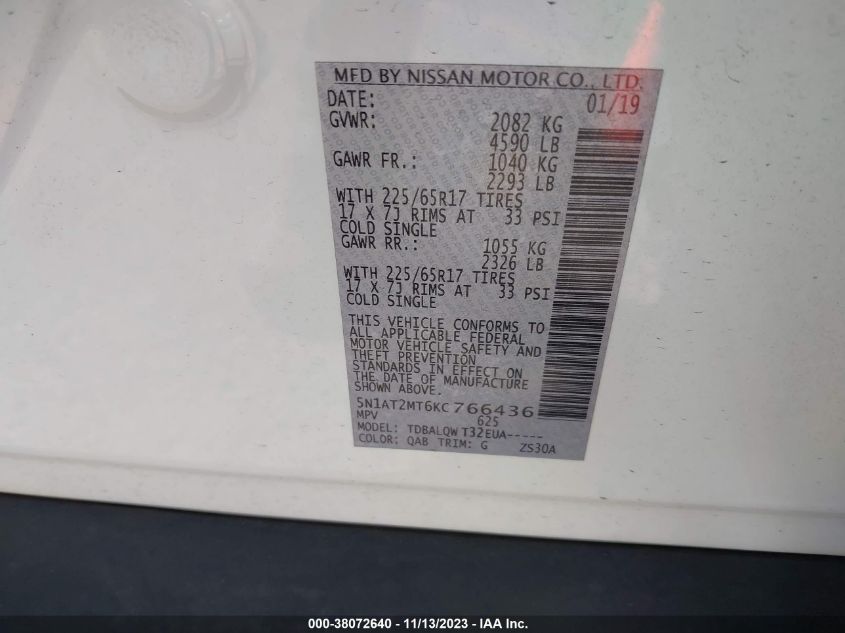 MFD BY NISSAN MOTOR CO., LTD.
DATE: 01/19
GVWR: 2082 KG
4590 LB
GAWR FR.: 1040 KG
2293 LB
WITH 225/65R17 TIRES
17 X 7J RIMS AT 33 PSI
COLD SINGLE
GAWR RR.: 1055 KG
2326 LB
WITH 225/65R17 TIRES
17 X 7J RIMS AT 33 PSI
COLD SINGLE
THIS VEHICLE CONFORMS TO
ALL APPLICABLE FEDERAL
MOTOR VEHICLE SAFETY AND
THEFT PREVENTION
STANDARDS IN EFFECT ON
THE DATE OF MANUFACTURE
SHOWN ABOVE.
5N1AT2MT6KC766436
MPV 625
MODEL: TDBALQW T32EUA-----
COLOR: QAB TRIM: G ZS30A
000-38072640 - 11/13/2023 - IAA Inc.